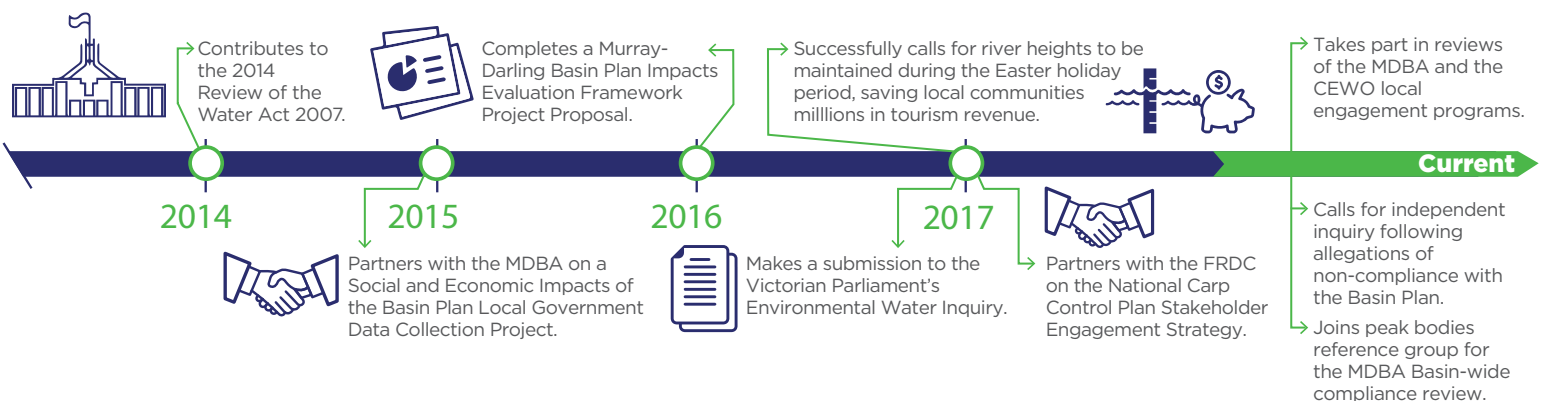 Contributes to
the 2014
Review of the
Water Act 2007.
2014
Partners with the MDBA on a
Social and Economic Impacts of
the Basin Plan Local Government
Data Collection Project.
2015
Completes a Murray-
Darling Basin Plan Impacts
Evaluation Framework
Project Proposal.
2016
Successfully calls for river heights to be
maintained during the Easter holiday
period, saving local communities
milllions in tourism revenue.
$
2017
Makes a submission to the
Victorian Parliament’s
Environmental Water Inquiry.
Partners with the FRDC
on the National Carp
Control Plan Stakeholder
Engagement Strategy.
Current
Takes part in reviews
of the MDBA and the
CEWO local
engagement programs.
Calls for independent
inquiry following
allegations of
non-compliance with
the Basin Plan.
Joins peak bodies
reference group for
the MDBA Basin-wide
compliance review.